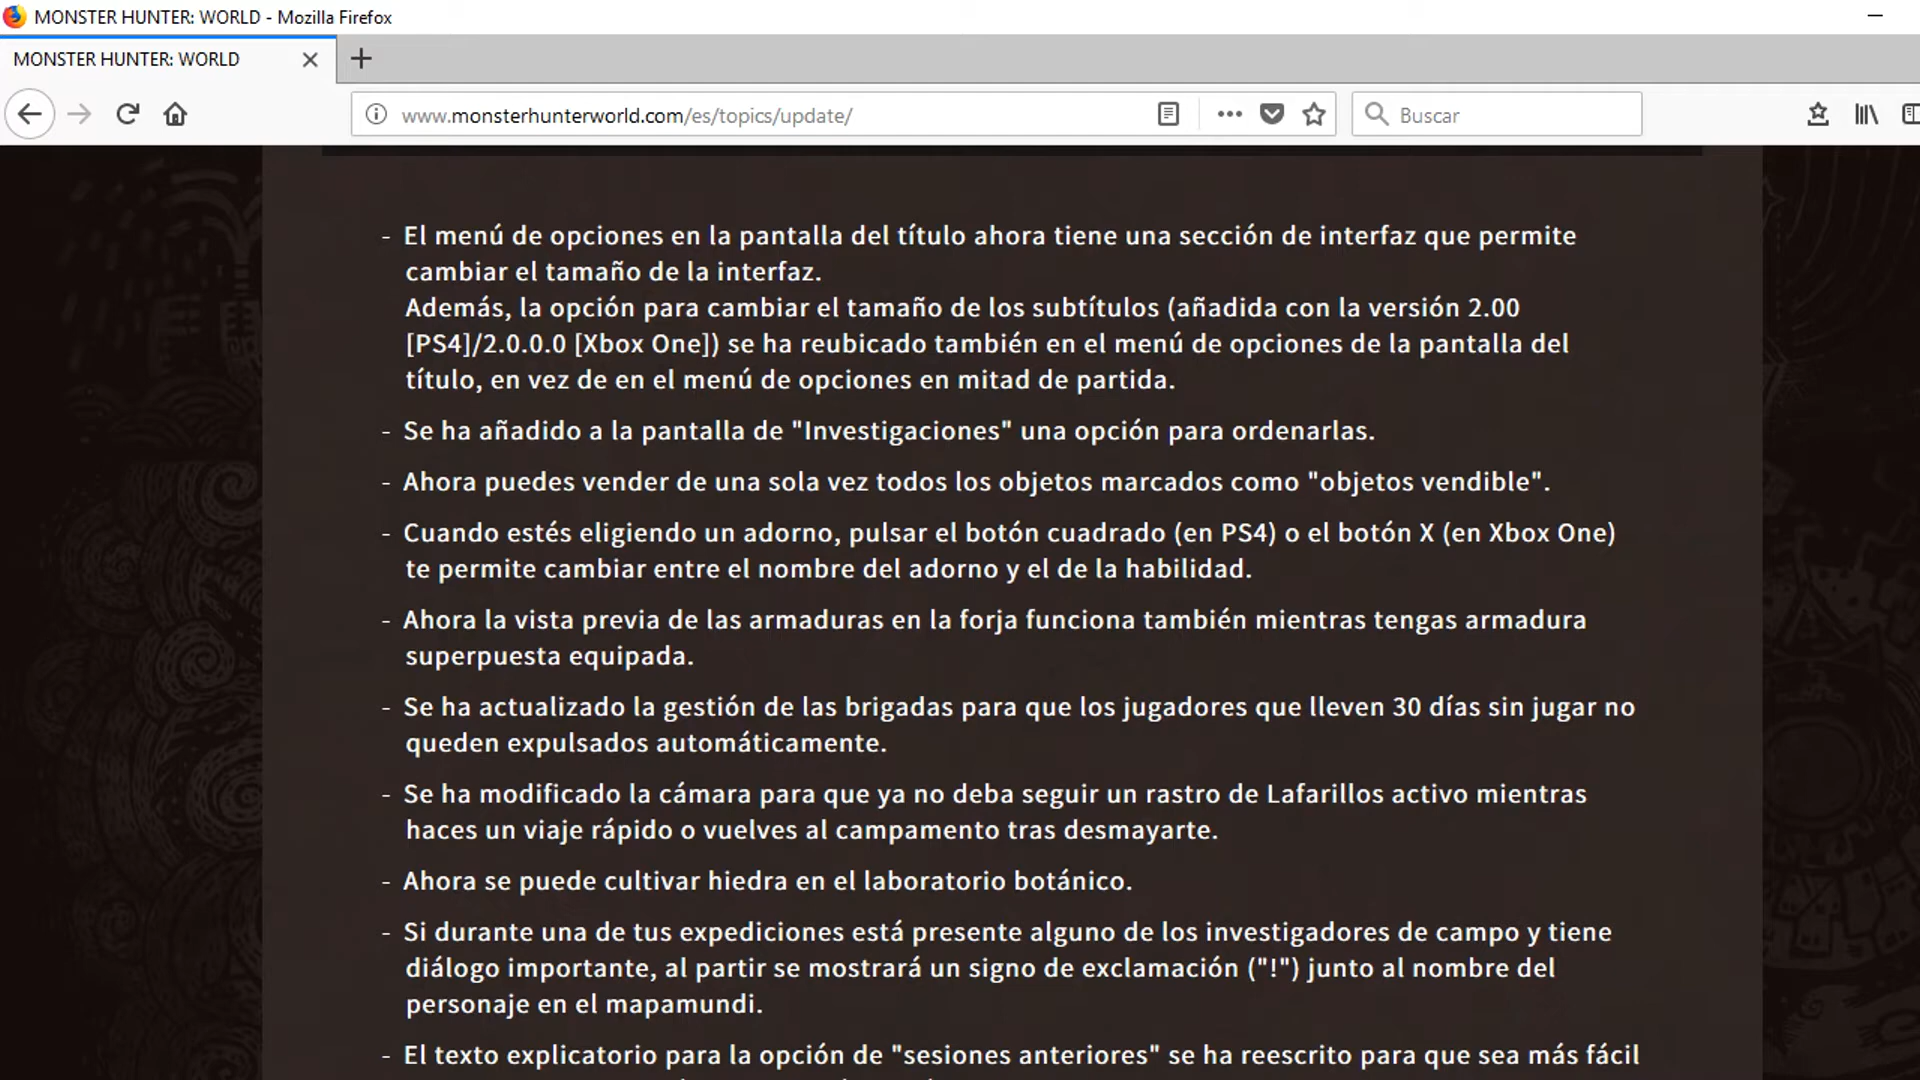 MONSTER HUNTER: WORLD - Mozilla Firefox
MONSTER HUNTER: WORLD
www.monsterhunterworld.com/es/topics/update/
Buscar
- El menú de opciones en la pantalla del título ahora tiene una sección de interfaz que permite
cambiar el tamaño de la interfaz.
Además, la opción para cambiar el tamaño de los subtítulos (añadida con la versión 2.00
[PS4]/2.0.0.0 [Xbox One]) se ha reubicado también en el menú de opciones de la pantalla del
título, en vez de en el menú de opciones en mitad de partida.
- Se ha añadido a la pantalla de "Investigaciones" una opción para ordenarlas.
- Ahora puedes vender de una sola vez todos los objetos marcados como "objetos vendible".
- Cuando estés eligiendo un adorno, pulsar el botón cuadrado (en PS4) o el botón X (en Xbox One)
te permite cambiar entre el nombre del adorno y el de la habilidad.
- Ahora la vista previa de las armaduras en la forja funciona también mientras tengas armadura
superpuesta equipada.
- Se ha actualizado la gestión de las brigadas para que los jugadores que lleven 30 días sin jugar no
queden expulsados automáticamente.
- Se ha modificado la cámara para que ya no deba seguir un rastro de Lafarillos activo mientras
haces un viaje rápido o vuelves al campamento tras desmayarte.
- Ahora se puede cultivar hiedra en el laboratorio botánico.
- Si durante una de tus expediciones está presente alguno de los investigadores de campo y tiene
diálogo importante, al partir se mostrará un signo de exclamación ("!") junto al nombre del
personaje en el mapamundi.
- El texto explicatorio para la opción de "sesiones anteriores" se ha reescrito para que sea más fácil